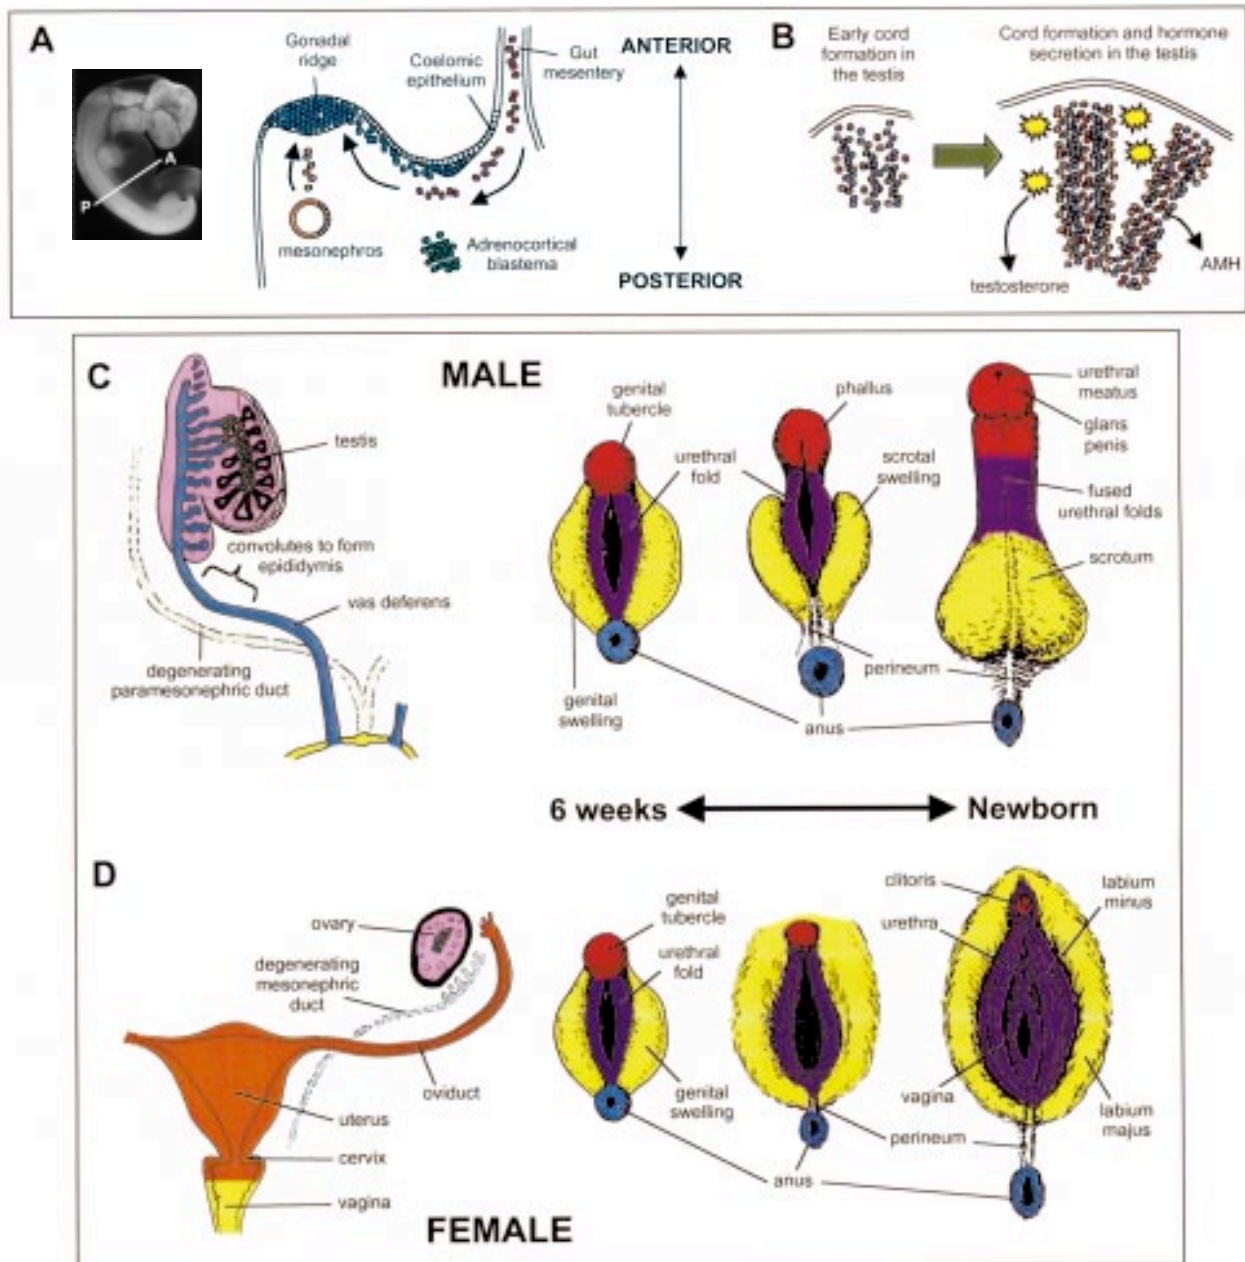 A
Gonadal
ridge
Coelomic
epithelium
Gut
mesentery
ANTERIOR
A
P
mesonephros
Adrenocortical
blastema
POSTERIOR
B
Early cord
formation in
the testis
Cord formation and hormone
secretion in the testis
testosterone
AMH
C
MALE
testis
convolutes to form
epididymis
vas deferens
degenerating
paramesonephric duct
genital
tubercle
urethral
fold
genital
swelling
phallus
scrotal
swelling
perineum
anus
urethral
meatus
glans
penis
fused
urethral folds
scrotum
6 weeks
Newborn
D
ovary
degenerating
mesonephric
duct
oviduct
uterus
cervix
vagina
FEMALE
genital
tubercle
urethral
fold
genital
swelling
perineum
anus
clitoris
urethra
vagina
labium
minus
labium
majus